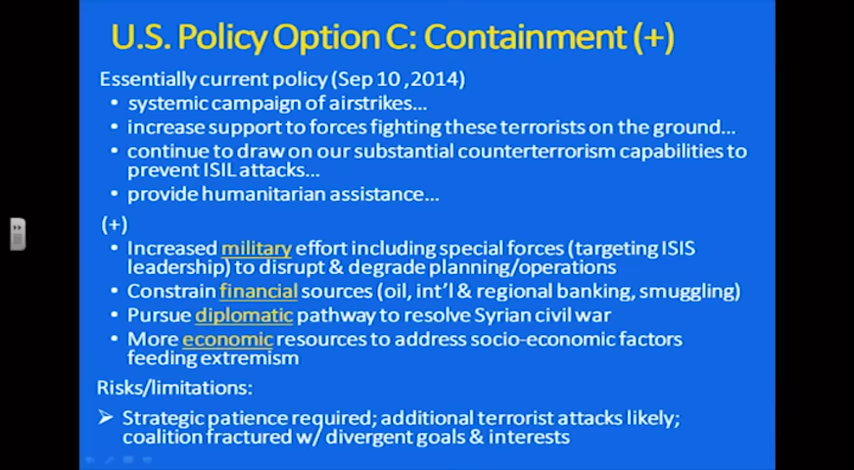 U.S. Policy Option C: Containment (+)
Essentially current policy (Sep 10 ,2014)
• systemic campaign of airstrikes...
• increase support to forces fighting these terrorists on the ground...
• continue to draw on our substantial counterterrorism capabilities to
prevent ISIL attacks...
• provide humanitarian assistance...
(+)
• Increased military effort including special forces (targeting ISIS
leadership) to disrupt & degrade planning/operations
• Constrain financial sources (oil, int'l & regional banking, smuggling)
• Pursue diplomatic pathway to resolve Syrian civil war
• More economic resources to address socio-economic factors
feeding extremism
Risks/limitations:
➢ Strategic patience required; additional terrorist attacks likely;
coalition fractured w/ divergent goals & interests